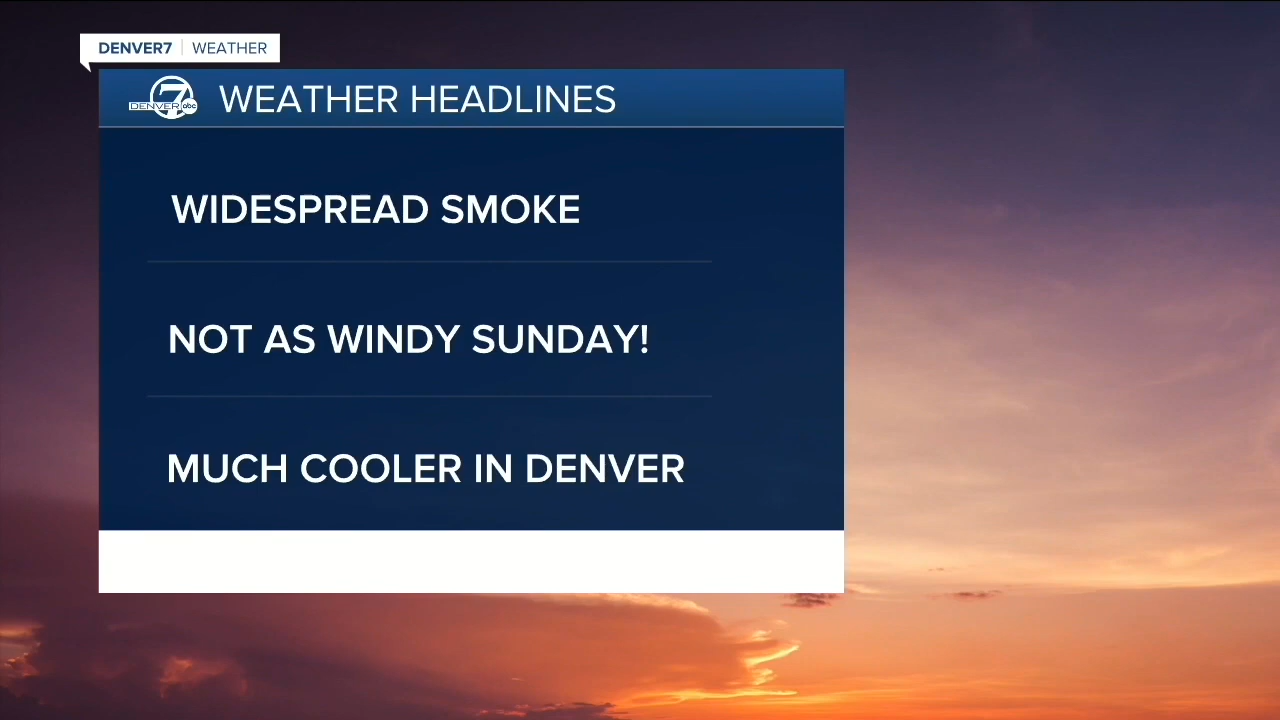 DENVER7 | WEATHER
7 DENVER abc WEATHER HEADLINES
WIDESPREAD SMOKE
NOT AS WINDY SUNDAY!
MUCH COOLER IN DENVER